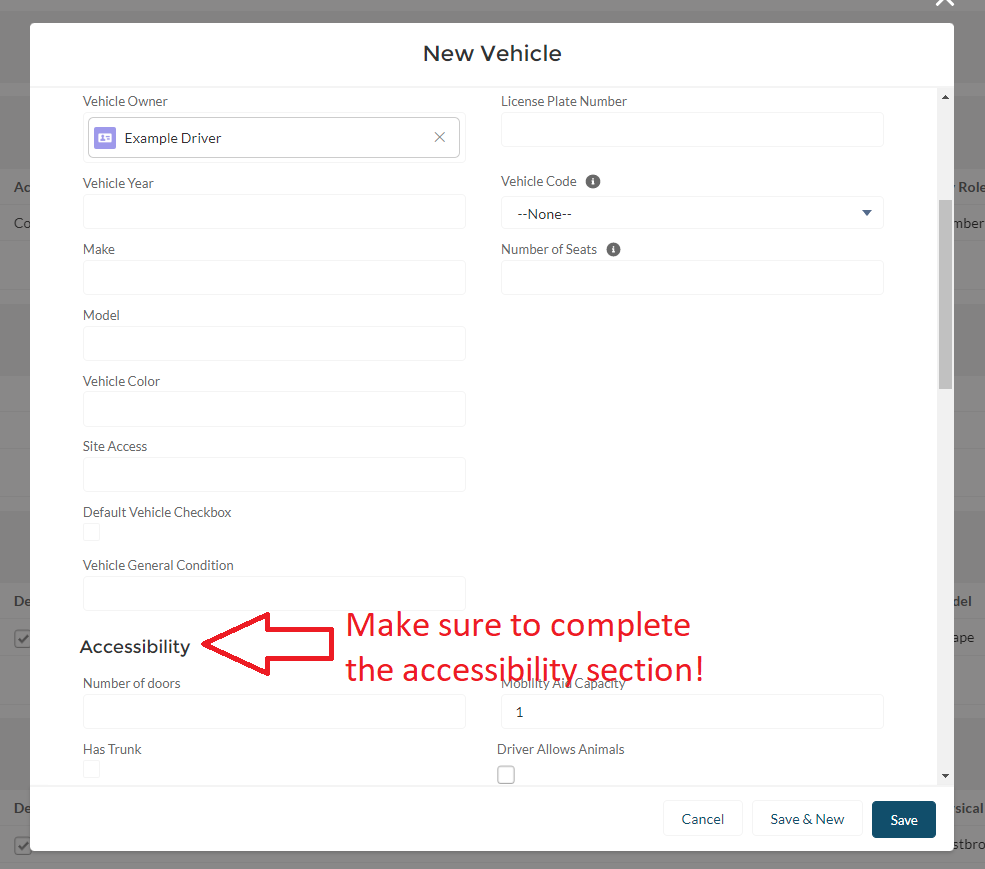 New Vehicle
Vehicle Owner
Example Driver
License Plate Number
Vehicle Year
Vehicle Code
--None--
Make
Number of Seats
Model
Vehicle Color
Site Access
Default Vehicle Checkbox
Vehicle General Condition
Make sure to complete
the accessibility section!
Accessibility
Number of doors
Mobility Aid Capacity
1
Has Trunk
Driver Allows Animals
Cancel
Save & New
Save